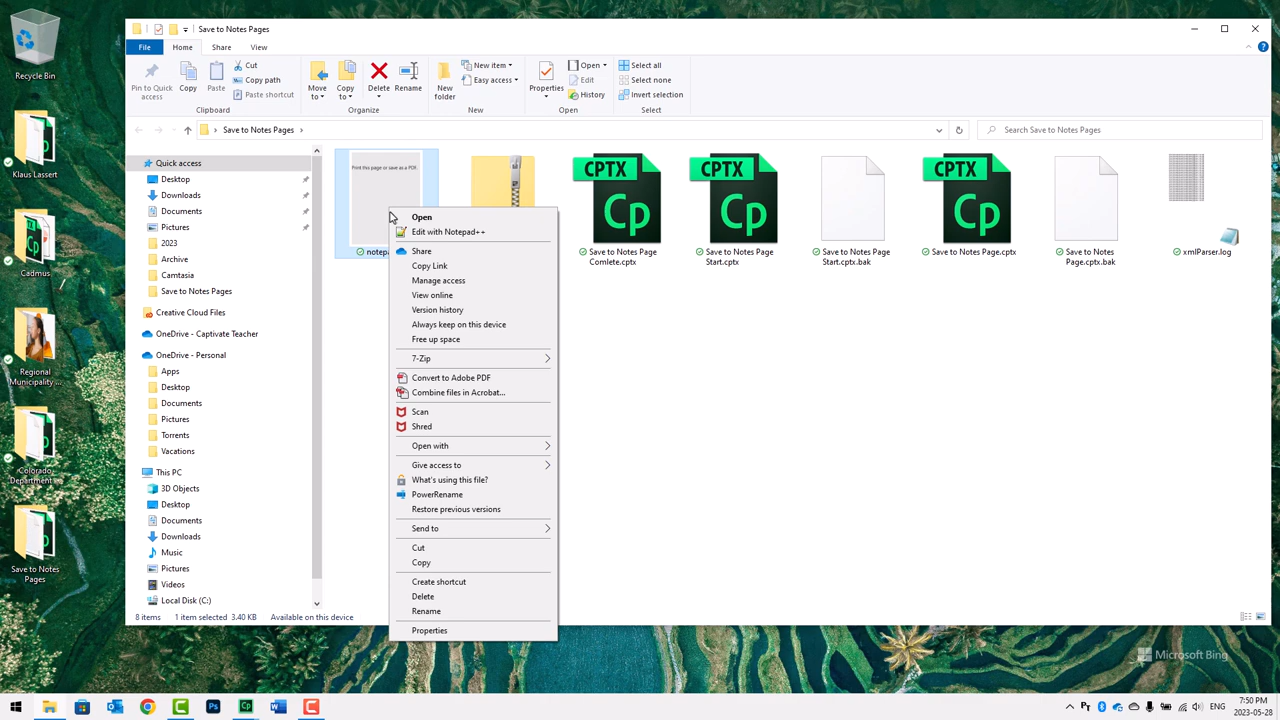 Recycle Bin
Klaus Lassert
Cadmus
Regional
Municipality ...
Colorado
Department ...
Save to Notes
Pages
Save to Notes Pages
File
Home
Share
View
Pin to Quick
access
Copy
Paste
Cut
Copy path
Paste shortcut
Clipboard
Move
to
Copy
to
Delete
Rename
Organize
New
folder
New item
Easy access
New
Properties
Open
Edit
History
Open
Select all
Select none
Invert selection
Select
Save to Notes Pages
Search Save to Notes Pages
Quick access
Desktop
Downloads
Documents
Pictures
2023
Archive
Camtasia
Save to Notes Pages
Creative Cloud Files
OneDrive - Captivate Teacher
OneDrive - Personal
Apps
Desktop
Documents
Pictures
Torrents
Vacations
This PC
3D Objects
Desktop
Documents
Downloads
Music
Pictures
Videos
Local Disk (C:)
Print this page or save as a PDF.
notepa
CPTX
Cp
Save to Notes Page
Comlete.cptx
CPTX
Cp
Save to Notes Page
Start.cptx
Save to Notes Page
Start.cptx.bak
CPTX
Cp
Save to Notes Page.cptx
Save to Notes
Page.cptx.bak
xmlParser.log
Open
Edit with Notepad++
Share
Copy Link
Manage access
View online
Version history
Always keep on this device
Free up space
7-Zip
Convert to Adobe PDF
Combine files in Acrobat...
Scan
Shred
Open with
Give access to
What's using this file?
PowerRename
Restore previous versions
Send to
Cut
Copy
Create shortcut
Delete
Rename
Properties
8 items
1 item selected 3.40 KB
Available on this device
Microsoft Bing
Ps
Cp
ENG
7:50 PM
2023-05-28